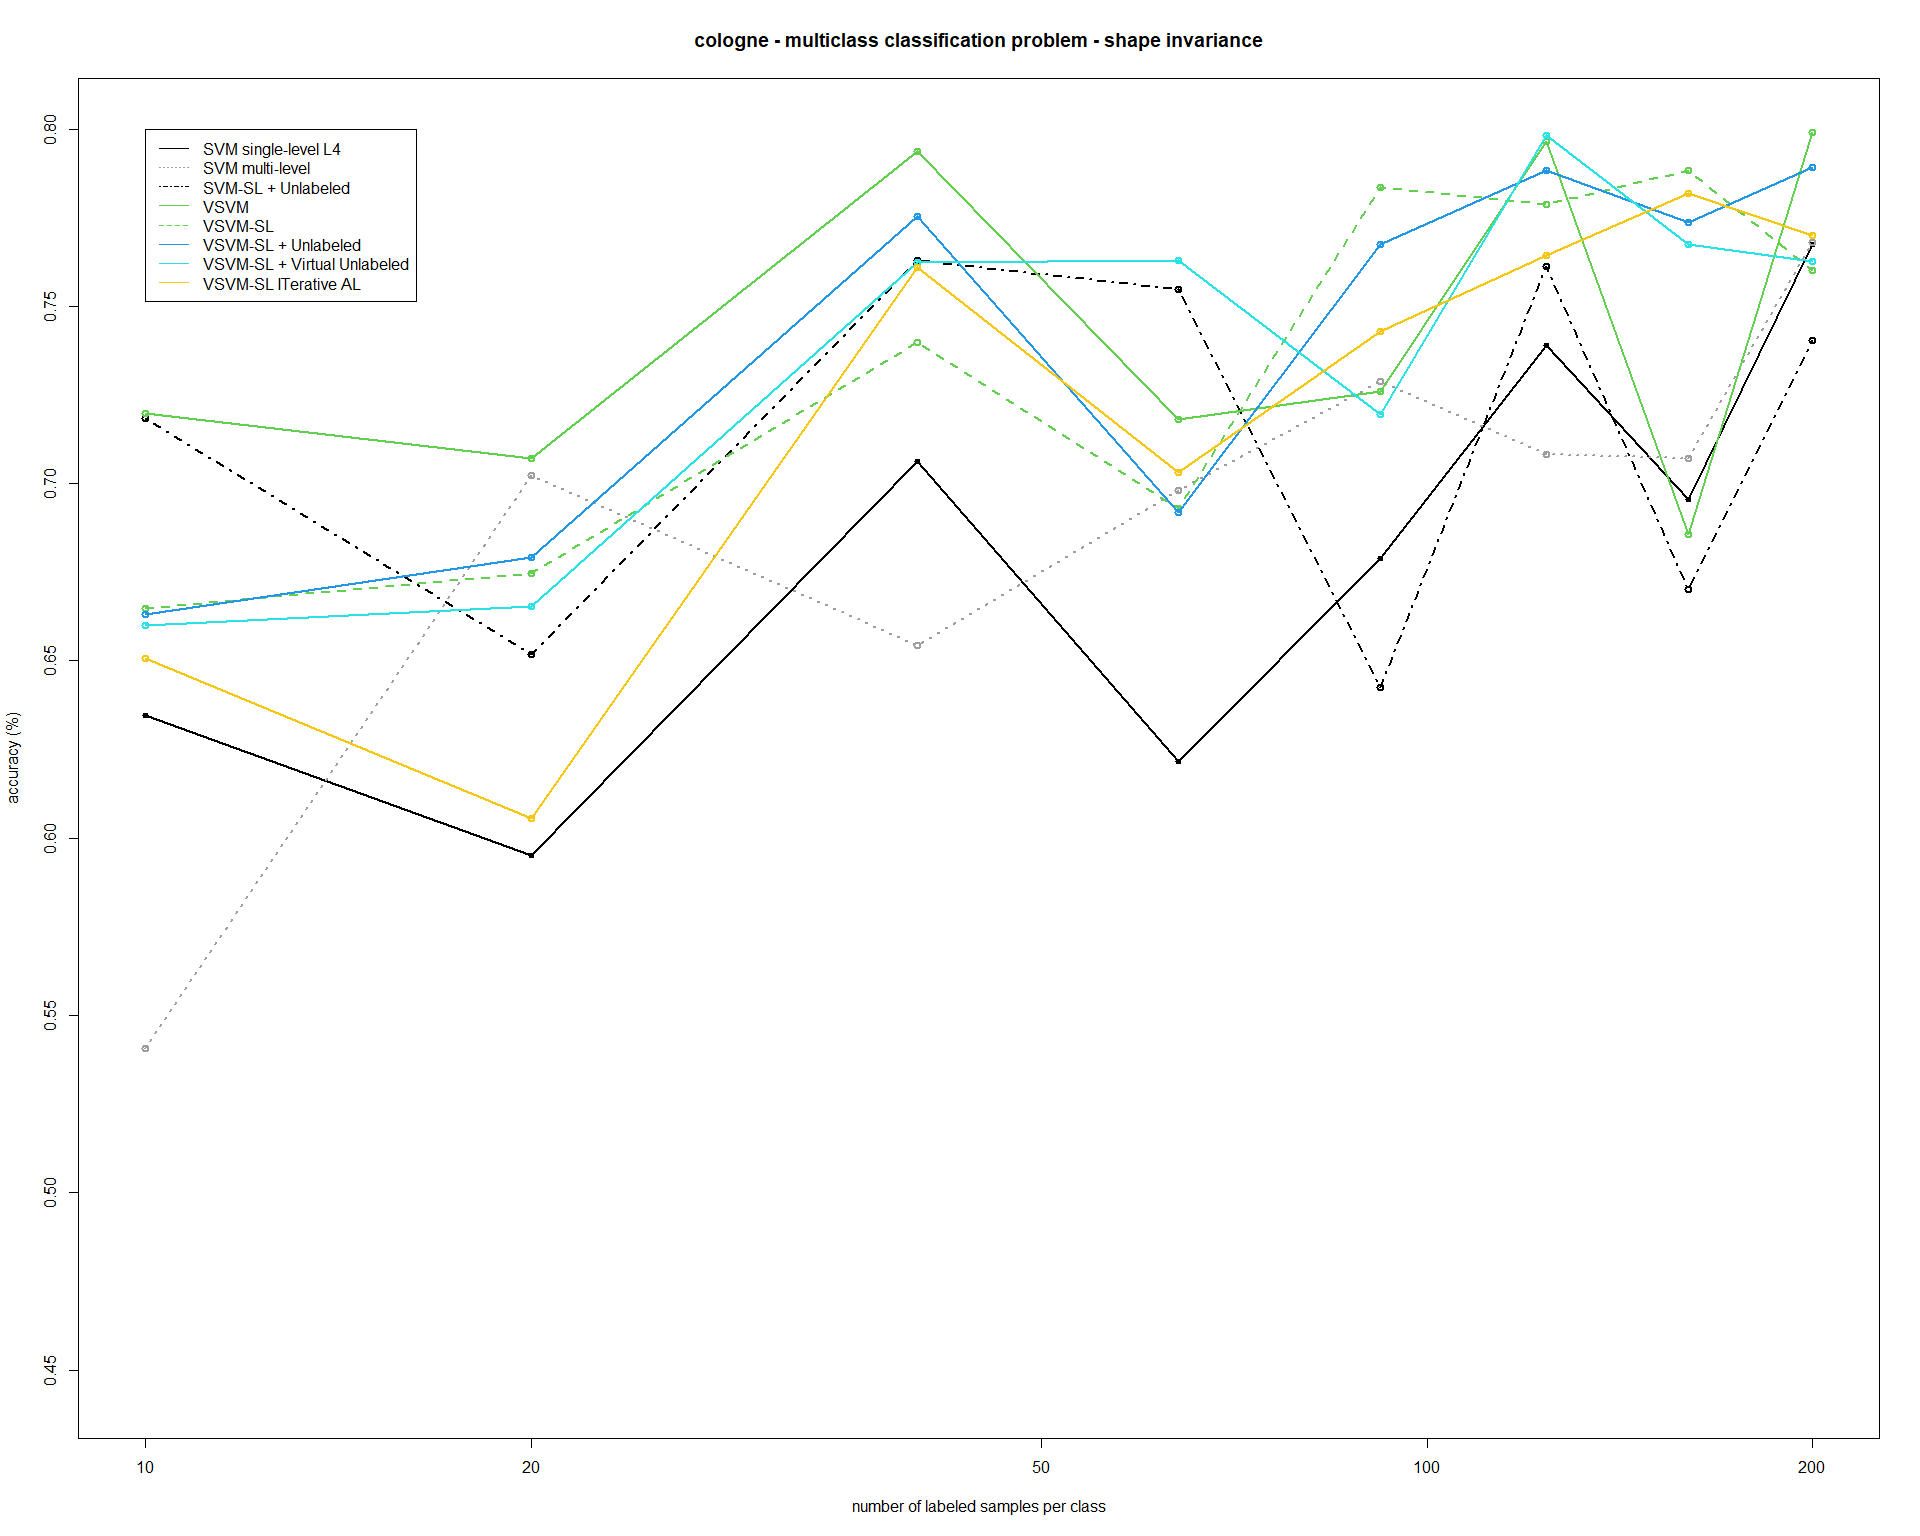 cologne - multiclass classification problem - shape invariance
SVM single-level L4
SVM multi-level
SVM-SL + Unlabeled
VSVM
VSVM-SL
VSVM-SL + Unlabeled
VSVM-SL + Virtual Unlabeled
VSVM-SL ITerative AL
0.80
0.75
0.70
0.65
0.60
0.55
0.50
0.45
accuracy (%)
10 20 50 100 200
number of labeled samples per class